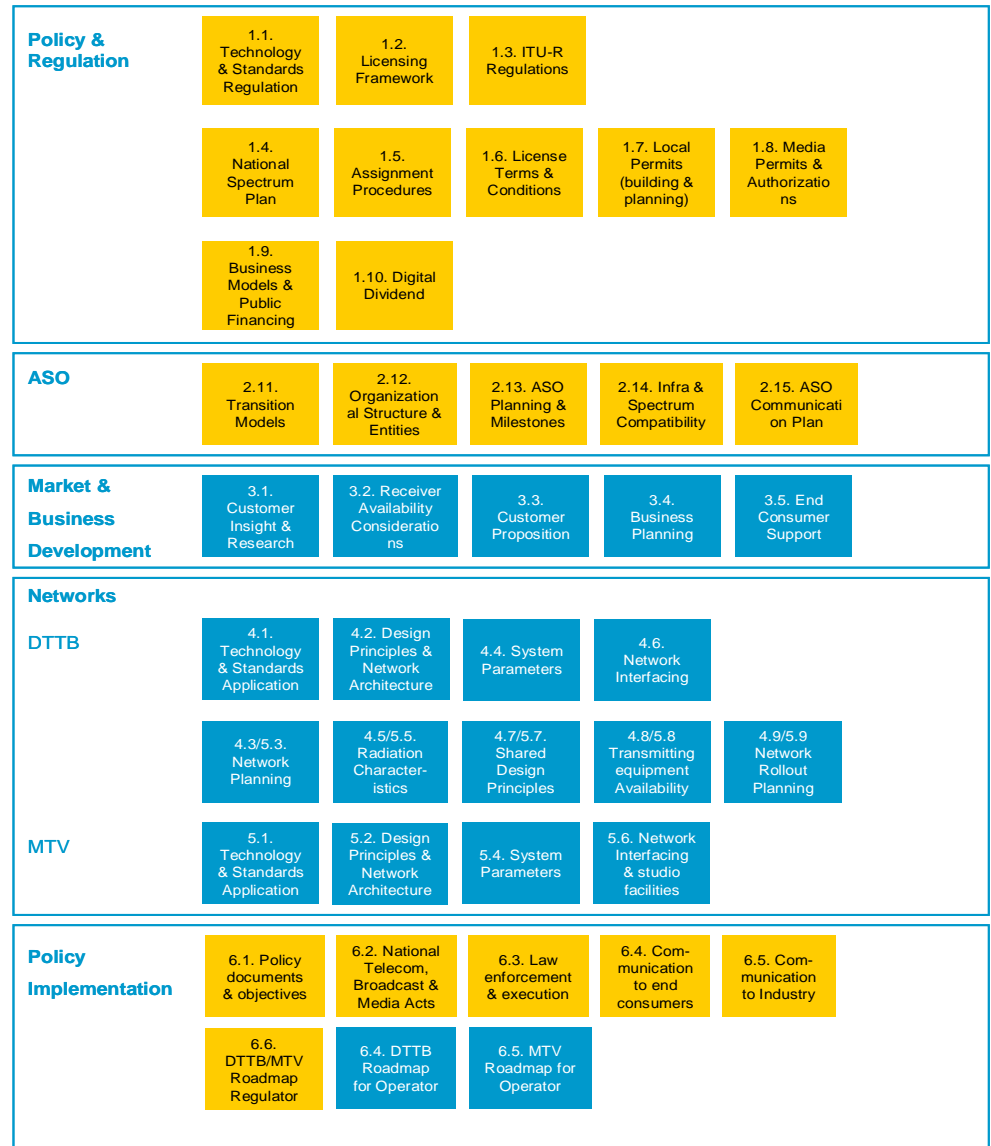 Policy &
Regulation
1.1.
Technology
& Standards
Regulation
1.2.
Licensing
Framework
1.3. ITU-R
Regulations
1.4.
National
Spectrum
Plan
1.5.
Assignment
Procedures
1.6. License
Terms &
Conditions
1.7. Local
Permits
(building &
planning)
1.8. Media
Permits &
Authorizatio
ns
1.9.
Business
Models &
Public
Financing
1.10. Digital
Dividend
ASO
2.11.
Transition
Models
2.12.
Organization
al Structure &
Entities
2.13. ASO
Planning &
Milestones
2.14. Infra &
Spectrum
Compatibility
2.15. ASO
Communicati
on Plan
Market &
Business
Development
3.1.
Customer
Insight &
Research
3.2. Receiver
Availability
Consideratio
ns
3.3.
Customer
Proposition
3.4.
Business
Planning
3.5. End
Consumer
Support
Networks
DTTB
4.1.
Technology
& Standards
Application
4.2. Design
Principles &
Network
Architecture
4.4. System
Parameters
4.6.
Network
Interfacing
4.3/5.3.
Network
Planning
4.5/5.5.
Radiation
Character-
istics
4.7/5.7.
Shared
Design
Principles
4.8/5.8
Transmitting
equipment
Availability
4.9/5.9
Network
Rollout
Planning
MTV
5.1.
Technology
& Standards
Application
5.2. Design
Principles &
Network
Architecture
5.4. System
Parameters
5.6. Network
Interfacing
& studio
facilities
Policy
Implementation
6.1. Policy
documents
& objectives
6.2. National
Telecom,
Broadcast &
Media Acts
6.3. Law
enforcement
& execution
6.4. Com-
munication
to end
consumers
6.5. Com-
munication
to Industry
6.6.
DTTB/MTV
Roadmap
Regulator
6.4. DTTB
Roadmap
for Operator
6.5. MTV
Roadmap for
Operator